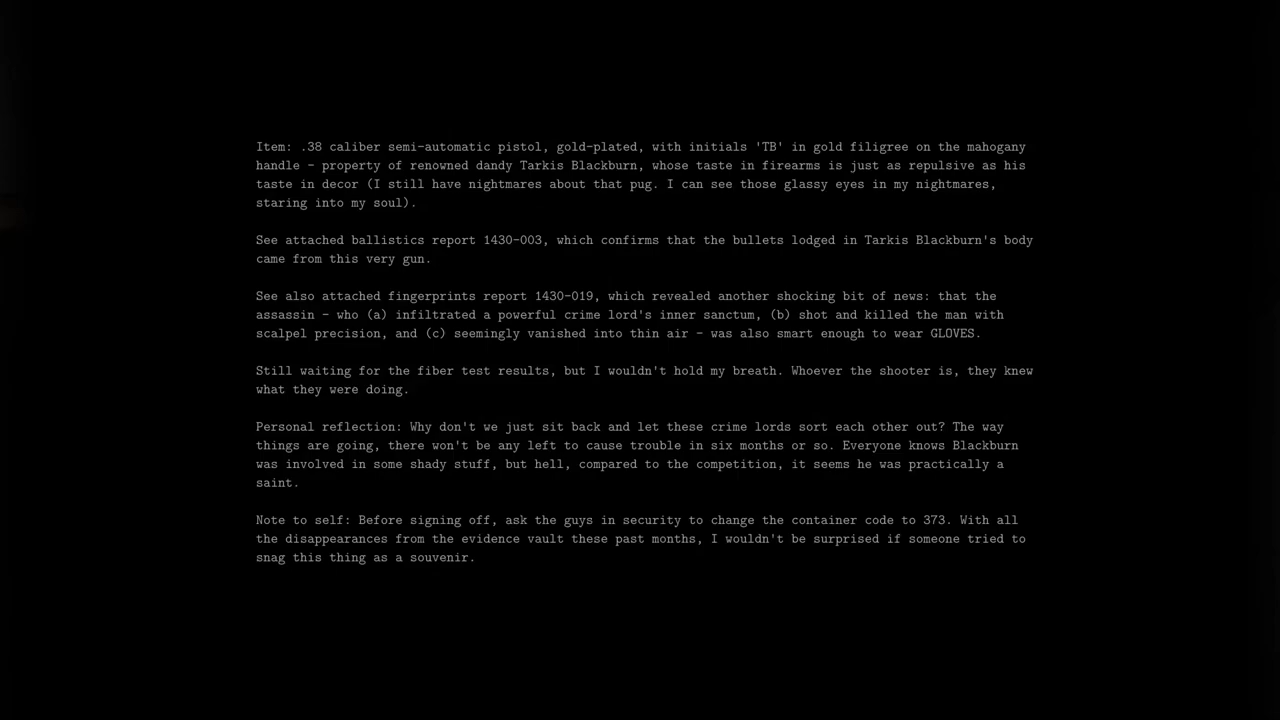 Item: .38 caliber semi-automatic pistol, gold-plated, with initials 'TB' in gold filigree on the mahogany
handle - property of renowned dandy Tarkis Blackburn, whose taste in firearms is just as repulsive as his
taste in decor (I still have nightmares about that pug. I can see those glassy eyes in my nightmares,
staring into my soul).
See attached ballistics report 1430-003, which confirms that the bullets lodged in Tarkis Blackburn's body
came from this very gun.
See also attached fingerprints report 1430-019, which revealed another shocking bit of news: that the
assassin - who (a) infiltrated a powerful crime lord's inner sanctum, (b) shot and killed the man with
scalpel precision, and (c) seemingly vanished into thin air - was also smart enough to wear GLOVES.
Still waiting for the fiber test results, but I wouldn't hold my breath. Whoever the shooter is, they knew
what they were doing.
Personal reflection: Why don't we just sit back and let these crime lords sort each other out? The way
things are going, there won't be any left to cause trouble in six months or so. Everyone knows Blackburn
was involved in some shady stuff, but hell, compared to the competition, it seems he was practically a
saint.
Note to self: Before signing off, ask the guys in security to change the container code to 373. With all
the disappearances from the evidence vault these past months, I wouldn't be surprised if someone tried to
snag this thing as a souvenir.